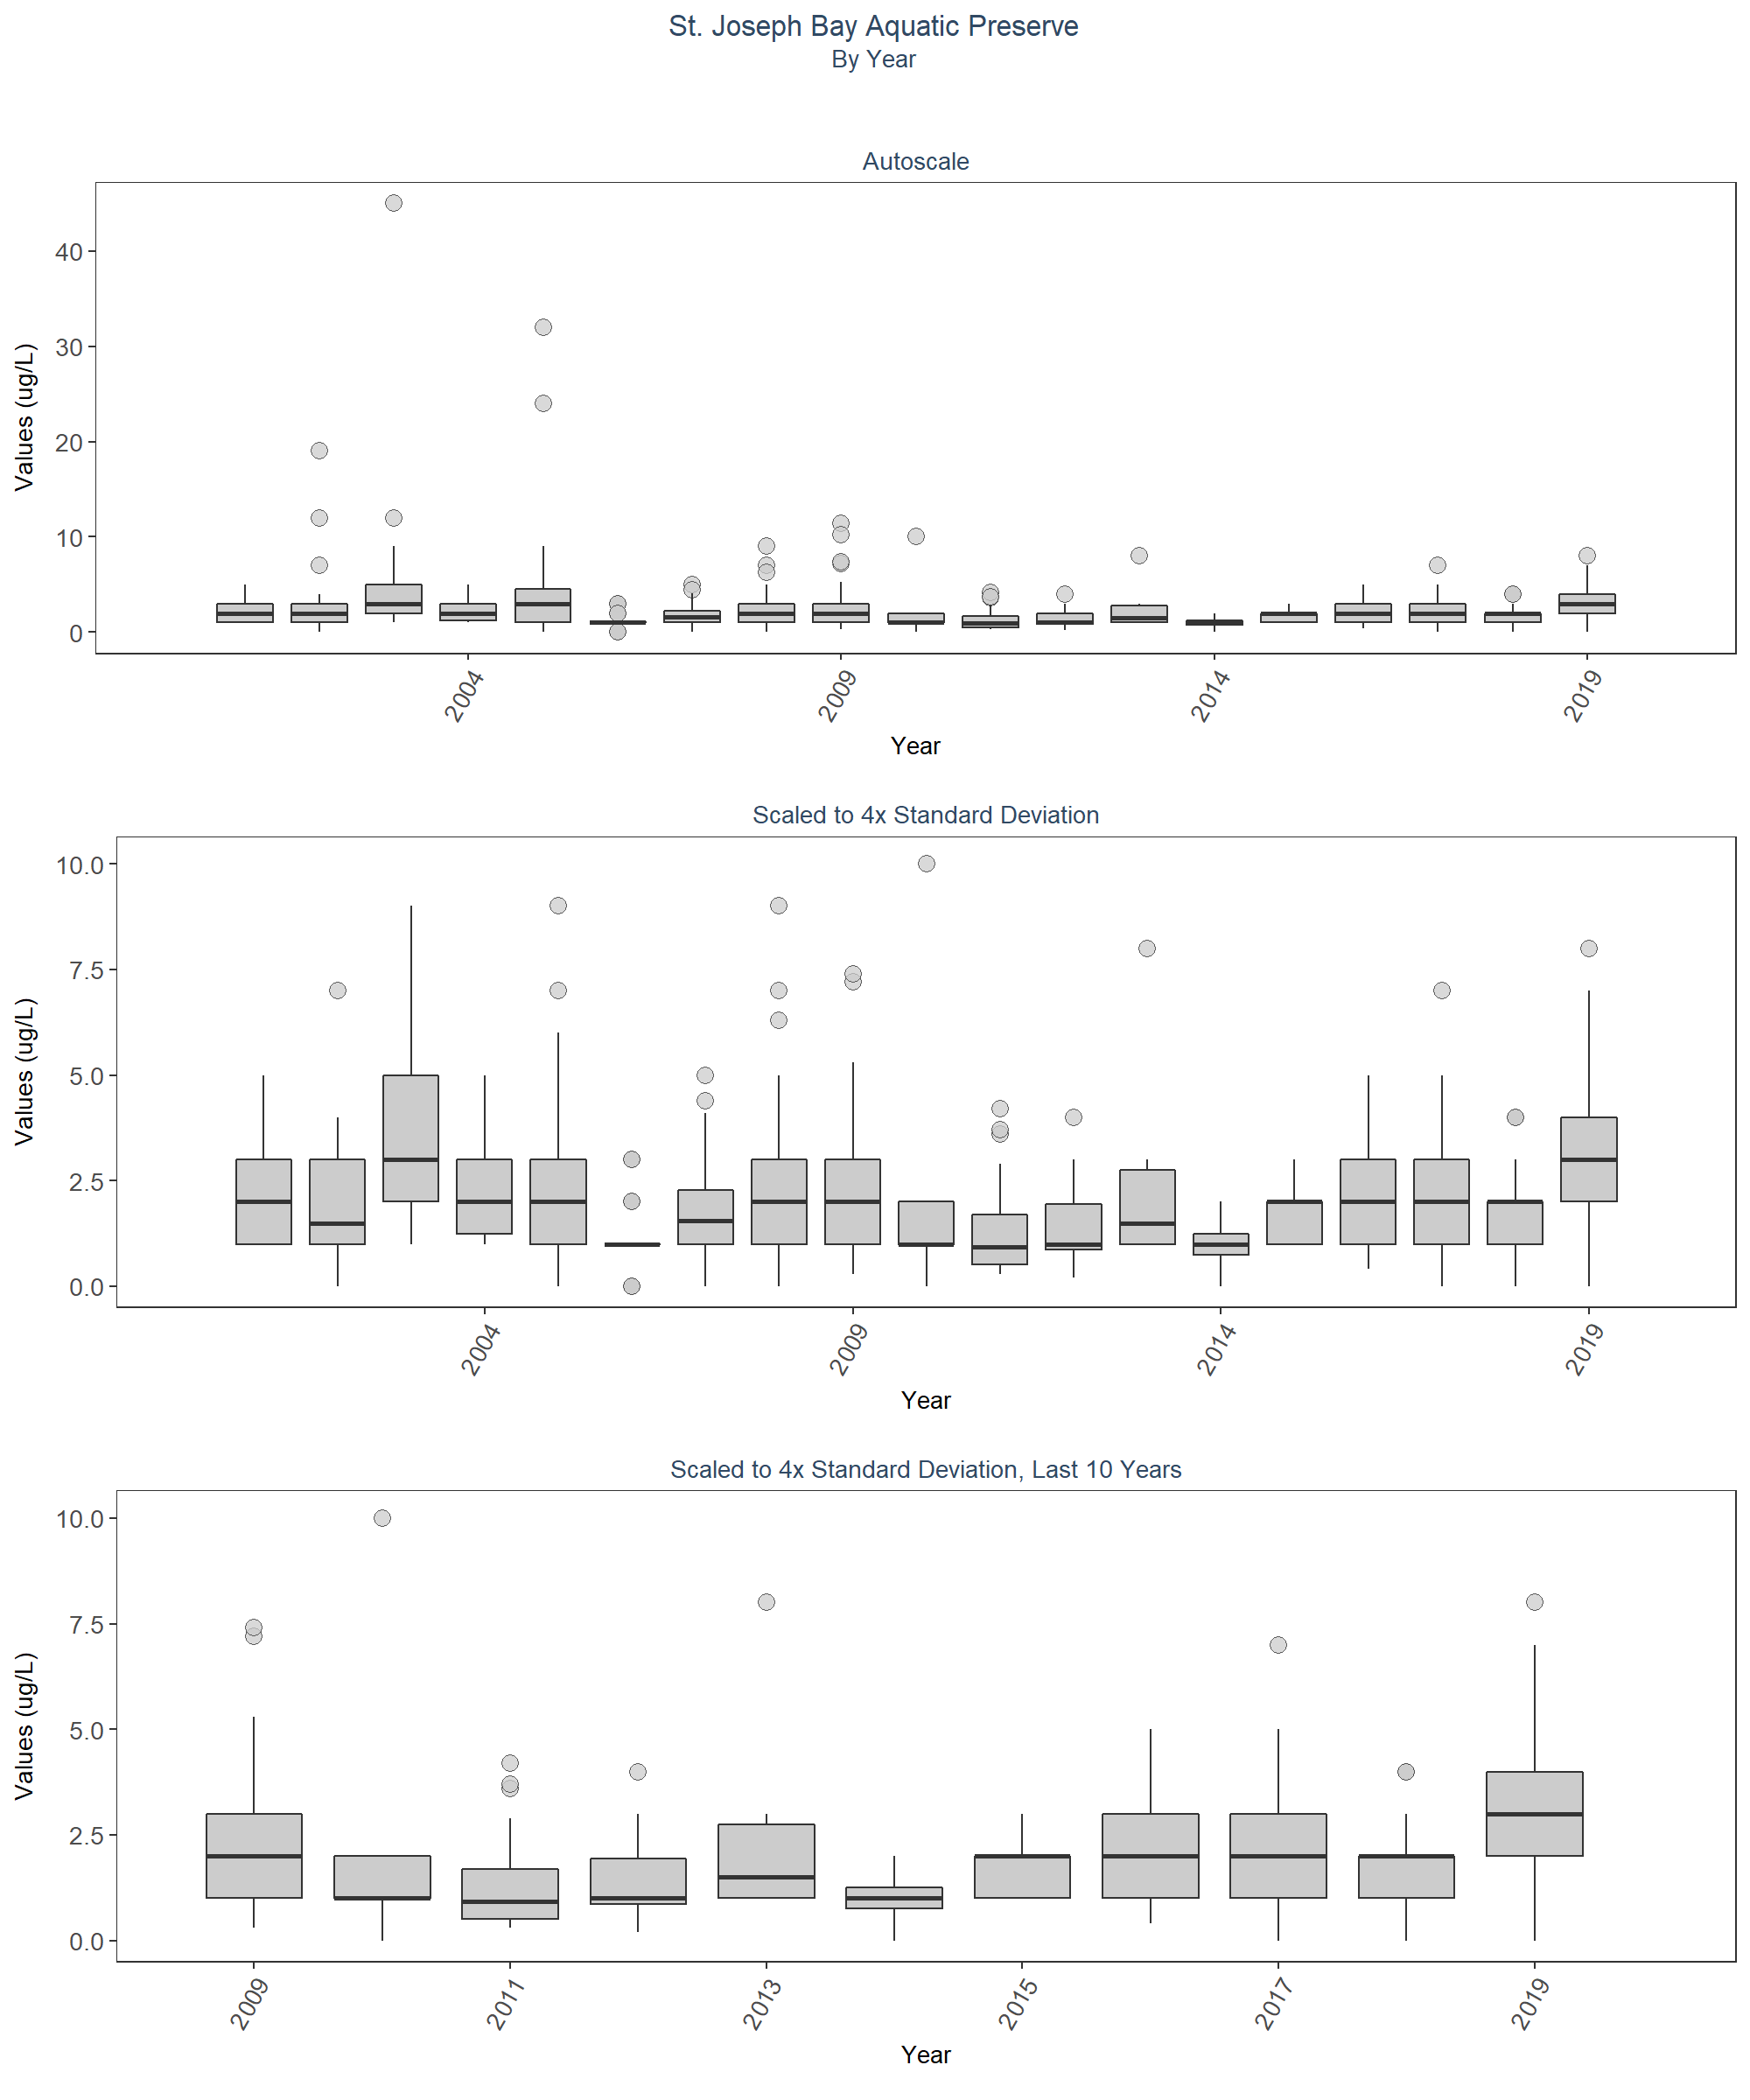 St. Joseph Bay Aquatic Preserve
By Year
Autoscale
Values (ug/L)
40
30
20
10
0
2004
2009
2014
2019
Year
Scaled to 4x Standard Deviation
Values (ug/L)
10.0
7.5
5.0
2.5
0.0
2004
2009
2014
2019
Year
Scaled to 4x Standard Deviation, Last 10 Years
Values (ug/L)
10.0
7.5
5.0
2.5
0.0
2009
2011
2013
2015
2017
2019
Year